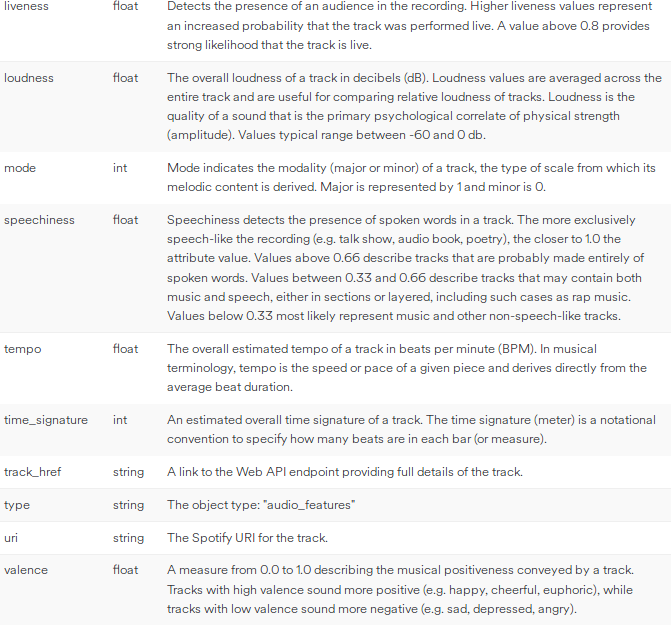 liveness float Detects the presence of an audience in the recording. Higher liveness values represent
an increased probability that the track was performed live. A value above 0.8 provides
strong likelihood that the track is live.
loudness float The overall loudness of a track in decibels (dB). Loudness values are averaged across the
entire track and are useful for comparing relative loudness of tracks. Loudness is the
quality of a sound that is the primary psychological correlate of physical strength
(amplitude). Values typical range between -60 and 0 db.
mode int Mode indicates the modality (major or minor) of a track, the type of scale from which its
melodic content is derived. Major is represented by 1 and minor is 0.
speechiness float Speechiness detects the presence of spoken words in a track. The more exclusively
speech-like the recording (e.g. talk show, audio book, poetry), the closer to 1.0 the
attribute value. Values above 0.66 describe tracks that are probably made entirely of
spoken words. Values between 0.33 and 0.66 describe tracks that may contain both
music and speech, either in sections or layered, including such cases as rap music.
Values below 0.33 most likely represent music and other non-speech-like tracks.
tempo float The overall estimated tempo of a track in beats per minute (BPM). In musical
terminology, tempo is the speed or pace of a given piece and derives directly from the
average beat duration.
time_signature int An estimated overall time signature of a track. The time signature (meter) is a notational
convention to specify how many beats are in each bar (or measure).
track_href string A link to the Web API endpoint providing full details of the track.
type string The object type: "audio_features"
uri string The Spotify URI for the track.
valence float A measure from 0.0 to 1.0 describing the musical positiveness conveyed by a track.
Tracks with high valence sound more positive (e.g. happy, cheerful, euphoric), while
tracks with low valence sound more negative (e.g. sad, depressed, angry).